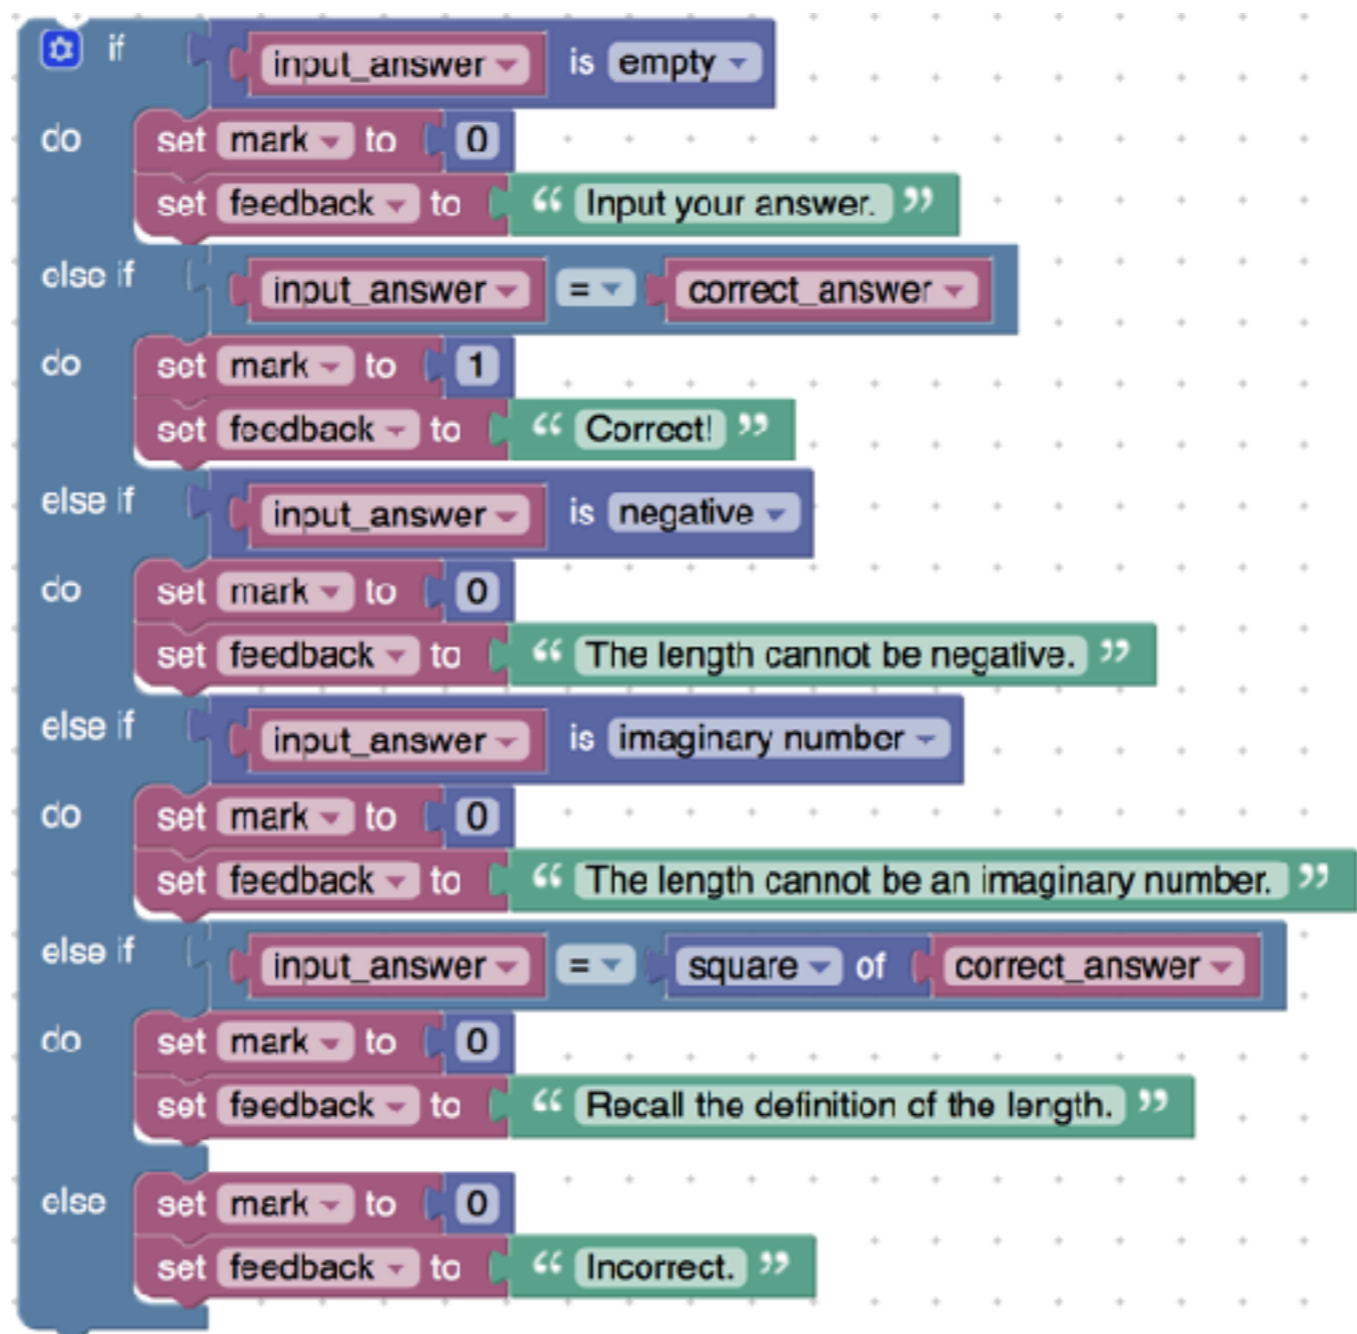 if input_answer is empty
do set mark to 0
set feedback to “ Input your answer. ”
else if input_answer = correct_answer
do set mark to 1
set feedback to “ Correct! ”
else if input_answer is negative
do set mark to 0
set feedback to “ The length cannot be negative. ”
else if input_answer is imaginary number
do set mark to 0
set feedback to “ The length cannot be an imaginary number. ”
else if input_answer = square of correct_answer
do set mark to 0
set feedback to “ Recall the definition of the length. ”
else set mark to 0
set feedback to “ Incorrect. ”